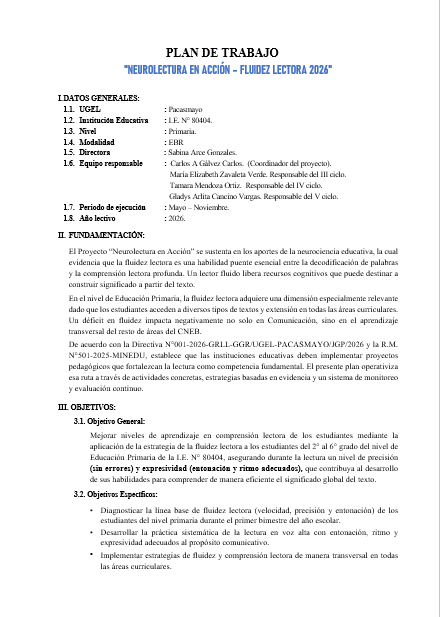 PLAN DE TRABAJO
"NEUROLECTURA EN ACCIÓN – FLUIDEZ LECTORA 2026"
I.DATOS GENERALES:
1.1. UGEL : Pacasmayo
1.2. Institución Educativa : I.E. N° 80404.
1.3. Nivel : Primaria.
1.4. Modalidad : EBR
1.5. Directora : Sabina Arce Gonzales.
1.6. Equipo responsable : Carlos A Gálvez Carlos. (Coordinador del proyecto).
María Elizabeth Zavaleta Verde. Responsable del III ciclo.
Tamara Mendoza Ortiz. Responsable del IV ciclo.
Gladys Arlita Cancino Vargas. Responsable del V ciclo.
1.7. Periodo de ejecución : Mayo – Noviembre.
1.8. Año lectivo : 2026.
II. FUNDAMENTACIÓN:
El Proyecto “Neurolectura en Acción” se sustenta en los aportes de la neurociencia educativa, la cual
evidencia que la fluidez lectora es una habilidad puente esencial entre la decodificación de palabras
y la comprensión lectora profunda. Un lector fluido libera recursos cognitivos que puede destinar a
construir significado a partir del texto.
En el nivel de Educación Primaria, la fluidez lectora adquiere una dimensión especialmente relevante
dado que los estudiantes acceden a diversos tipos de textos y extensión en todas las áreas curriculares.
Un déficit en fluidez impacta negativamente no solo en Comunicación, sino en el aprendizaje
transversal del resto de áreas del CNEB.
De acuerdo con la Directiva N°001-2026-GRLL-GGR/UGEL-PACASMAYO/JGP/2026 y la R.M.
N°501-2025-MINEDU, establece que las instituciones educativas deben implementar proyectos
pedagógicos que fortalezcan la lectura como competencia fundamental. El presente plan operativiza
esa ruta a través de actividades concretas, estrategias basadas en evidencia y un sistema de monitoreo
y evaluación continuo.
III. OBJETIVOS:
3.1. Objetivo General:
Mejorar niveles de aprendizaje en comprensión lectora de los estudiantes mediante la
aplicación de la estrategia de la fluidez lectora a los estudiantes del 2° al 6° grado del nivel de
Educación Primaria de la I.E. N° 80404, asegurando durante la lectura un nivel de precisión
(sin errores) y expresividad (entonación y ritmo adecuados), que contribuya al desarrollo
de sus habilidades para comprender de manera eficiente el significado global del texto.
3.2. Objetivos Específicos:
• Diagnosticar la línea base de fluidez lectora (velocidad, precisión y entonación) de los
estudiantes del nivel primaria durante el primer bimestre del año escolar.
• Desarrollar la práctica sistemática de la lectura en voz alta con entonación, ritmo y
expresividad adecuados al propósito comunicativo.
• Implementar estrategias de fluidez y comprensión lectora de manera transversal en todas
las áreas curriculares.